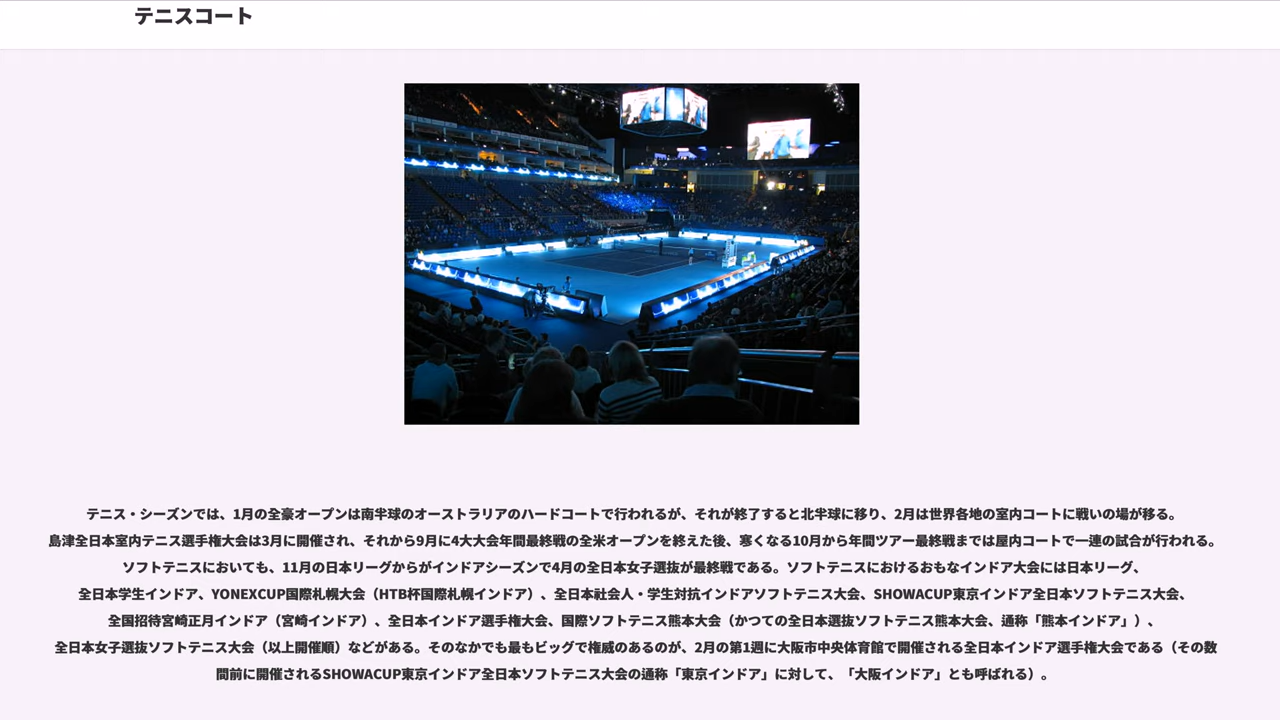 テニスコート
テニス・シーズンでは、1月の全豪オープンは南半球のオーストラリアのハードコートで行われるが、それが終了すると北半球に移り、2月は世界各地の室内コートに戦いの場が移る。
島津全日本室内テニス選手権大会は3月に開催され、それから9月に4大大会年間最終戦の全米オープンを終えた後、寒くなる10月から年間ツアー最終戦までは屋内コートで一連の試合が行われる。
ソフトテニスにおいても、11月の日本リーグからがインドアシーズンで4月の全日本女子選抜が最終戦である。ソフトテニスにおけるおもなインドア大会には日本リーグ、
全日本学生インドア、YONEXCUP国際札幌大会（HTB杯国際札幌インドア）、全日本社会人・学生対抗インドアソフトテニス大会、SHOWACUP東京インドア全日本ソフトテニス大会、
全国招待宮崎正月インドア（宮崎インドア）、全日本インドア選手権大会、国際ソフトテニス熊本大会（かつての全日本選抜ソフトテニス熊本大会、通称「熊本インドア」）、
全日本女子選抜ソフトテニス大会（以上開催順）などがある。そのなかでも最もビッグで権威のあるのが、2月の第1週に大阪市中央体育館で開催される全日本インドア選手権大会である（その数
間前に開催されるSHOWACUP東京インドア全日本ソフトテニス大会の通称「東京インドア」に対して、「大阪インドア」とも呼ばれる）。